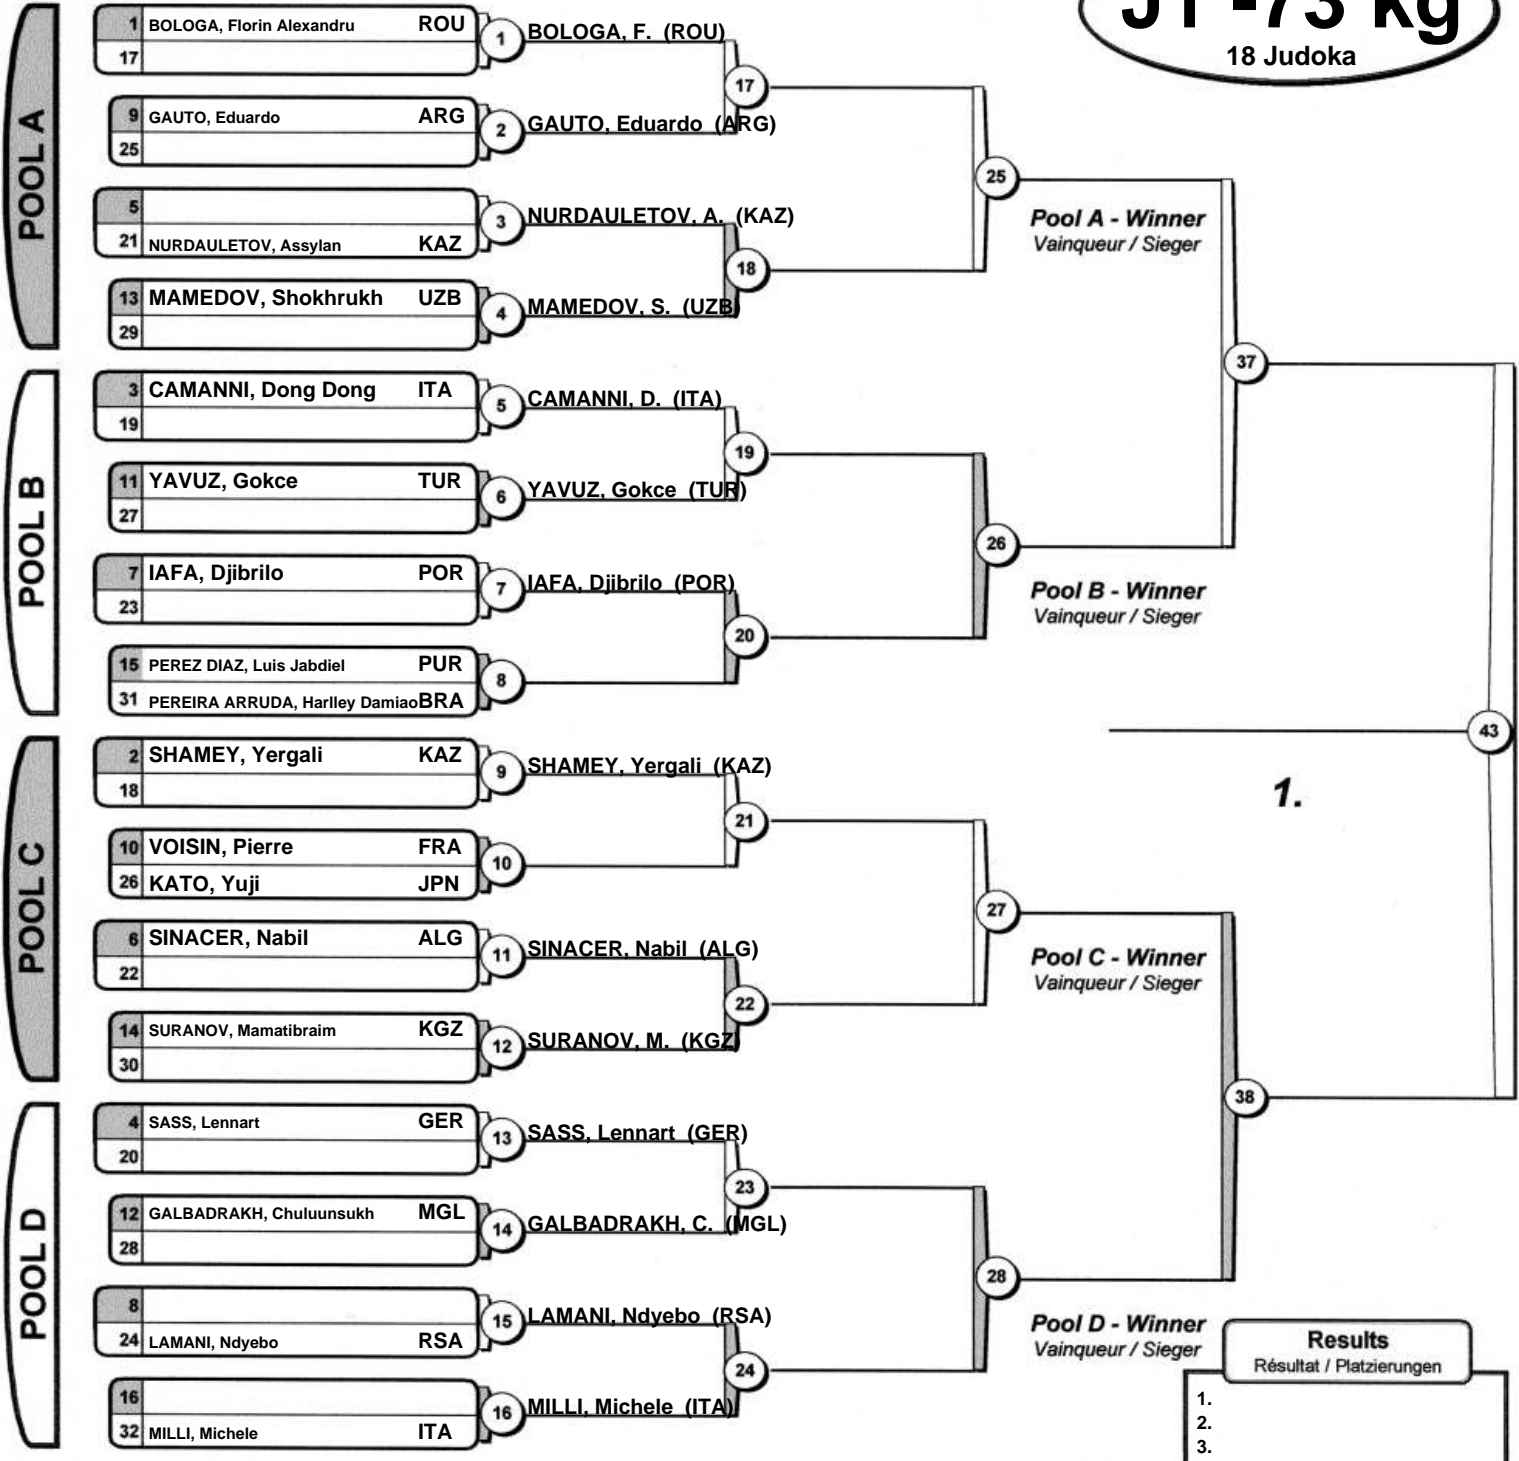 J1 -73 kg
18 Judoka
POOL A
1 BOLOGA, Florin Alexandru ROU
17
1
BOLOGA, F. (ROU)
17
9 GAUTO, Eduardo ARG
25
2
GAUTO, Eduardo (ARG)
25
5
21 NURDAULETOV, Assylan KAZ
3
NURDAULETOV, A. (KAZ)
18
13 MAMEDOV, Shokhrukh UZB
29
4
MAMEDOV, S. (UZB)
Pool A - Winner
Vainqueur / Sieger
37
POOL B
3 CAMANNI, Dong Dong ITA
19
5
CAMANNI, D. (ITA)
19
11 YAVUZ, Gokce TUR
27
6
YAVUZ, Gokce (TUR)
26
7 IAFA, Djibrilo POR
23
7
IAFA, Djibrilo (POR)
20
15 PEREZ DIAZ, Luis Jabdiel PUR
31 PEREIRA ARRUDA, Harlley Damiao BRA
8
Pool B - Winner
Vainqueur / Sieger
43
1.
POOL C
2 SHAMEY, Yergali KAZ
18
9
SHAMEY, Yergali (KAZ)
21
10 VOISIN, Pierre FRA
26 KATO, Yuji JPN
10
27
6 SINACER, Nabil ALG
22
11
SINACER, Nabil (ALG)
22
14 SURANOV, Mamatibraim KGZ
30
12
SURANOV, M. (KGZ)
Pool C - Winner
Vainqueur / Sieger
38
POOL D
4 SASS, Lennart GER
20
13
SASS, Lennart (GER)
23
12 GALBADRAKH, Chuluunsukh MGL
28
14
GALBADRAKH, C. (MGL)
28
8
24 LAMANI, Ndyebo RSA
15
LAMANI, Ndyebo (RSA)
24
16
32 MILLI, Michele ITA
16
MILLI, Michele (ITA)
Pool D - Winner
Vainqueur / Sieger
Results
Résultat / Platzierungen
1.
2.
3.